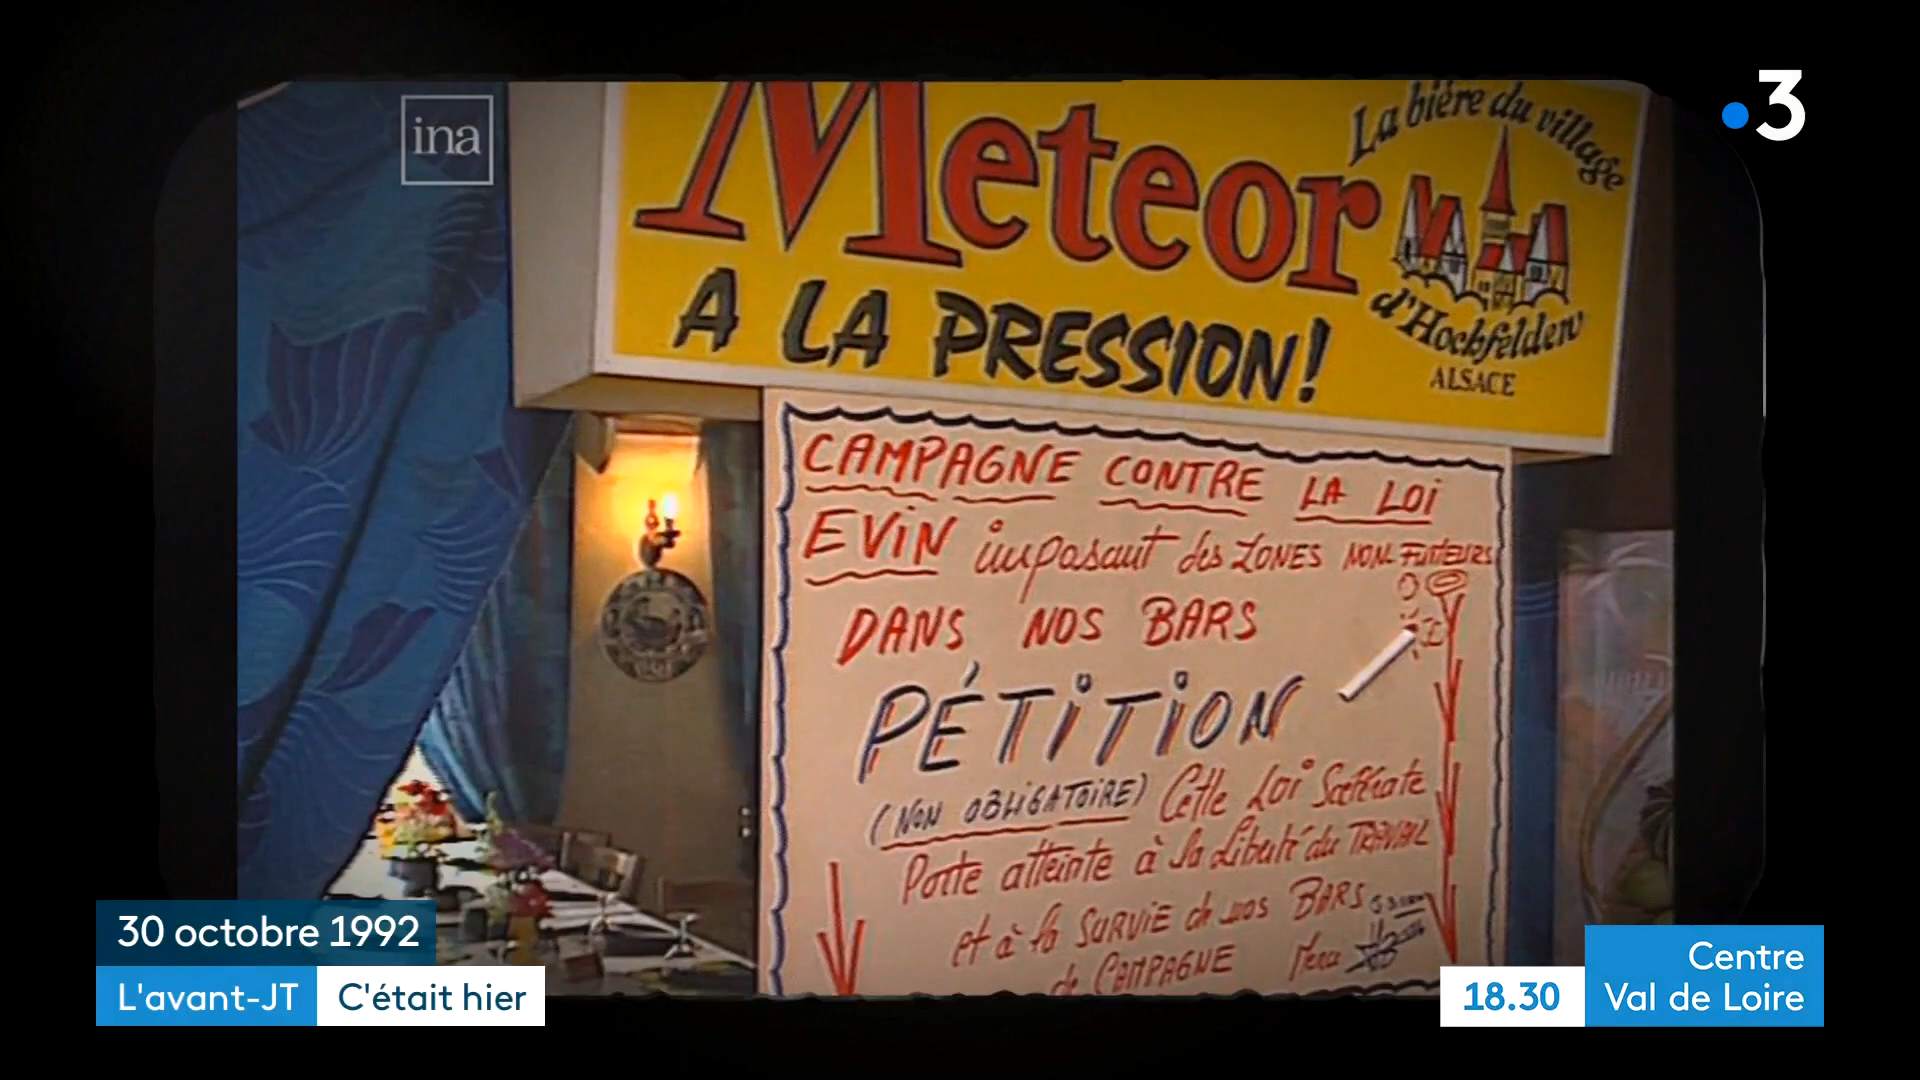 ina
3
Meteor
A LA PRESSION!
La bière du village
d'Hochfelden
ALSACE
CAMPAGNE CONTRE LA LOi
EViN imposant des ZONES NON FUMEURS
DANS NOS BARS
PÉTiTiON
(NON OBLiGATOiRE) Cette Loi Scélérate
Porte atteinte à la Liberté du TRAVAIL
et à la SURViE de nos BARS
de CAMPAGNE Merci
30 octobre 1992
L'avant-JT C'était hier
Centre
18.30 Val de Loire